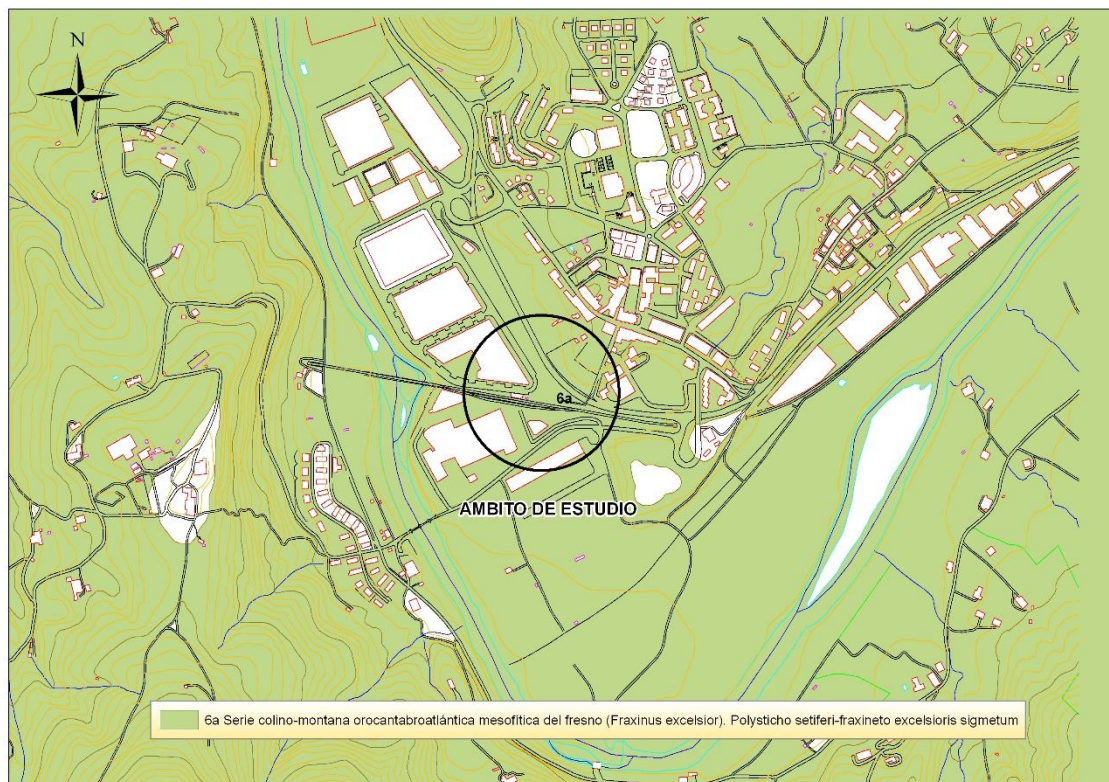 N
6a
AMBITO DE ESTUDIO
6a Serie colino-montana orocantabroatlántica mesofítica del fresno (Fraxinus excelsior). Polysticho setiferi-fraxineto excelsioris sigmetum